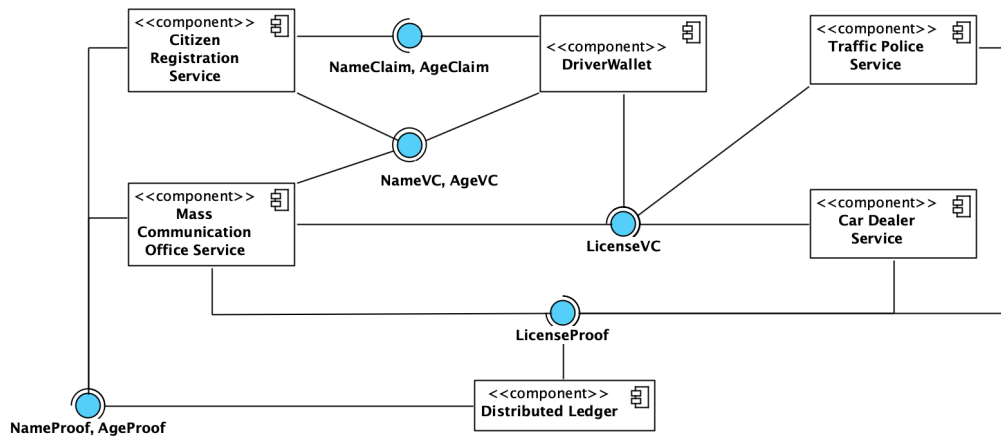 <<component>>
Citizen
Registration
Service
NameClaim, AgeClaim
<<component>>
DriverWallet
<<component>>
Traffic Police
Service
NameVC, AgeVC
<<component>>
Mass
Communication
Office Service
LicenseVC
<<component>>
Car Dealer
Service
LicenseProof
<<component>>
Distributed Ledger
NameProof, AgeProof